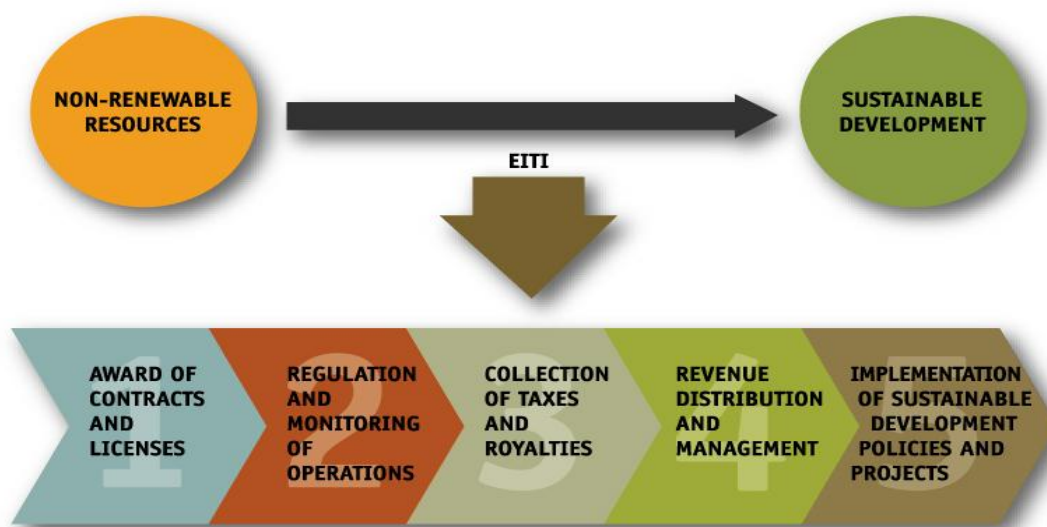 NON-RENEWABLE
RESOURCES
SUSTAINABLE
DEVELOPMENT
EITI
1
AWARD OF
CONTRACTS
AND
LICENSES
2
REGULATION
AND
MONITORING
OF
OPERATIONS
3
COLLECTION
OF TAXES
AND
ROYALTIES
4
REVENUE
DISTRIBUTION
AND
MANAGEMENT
5
IMPLEMENTATION
OF SUSTAINABLE
DEVELOPMENT
POLICIES AND
PROJECTS